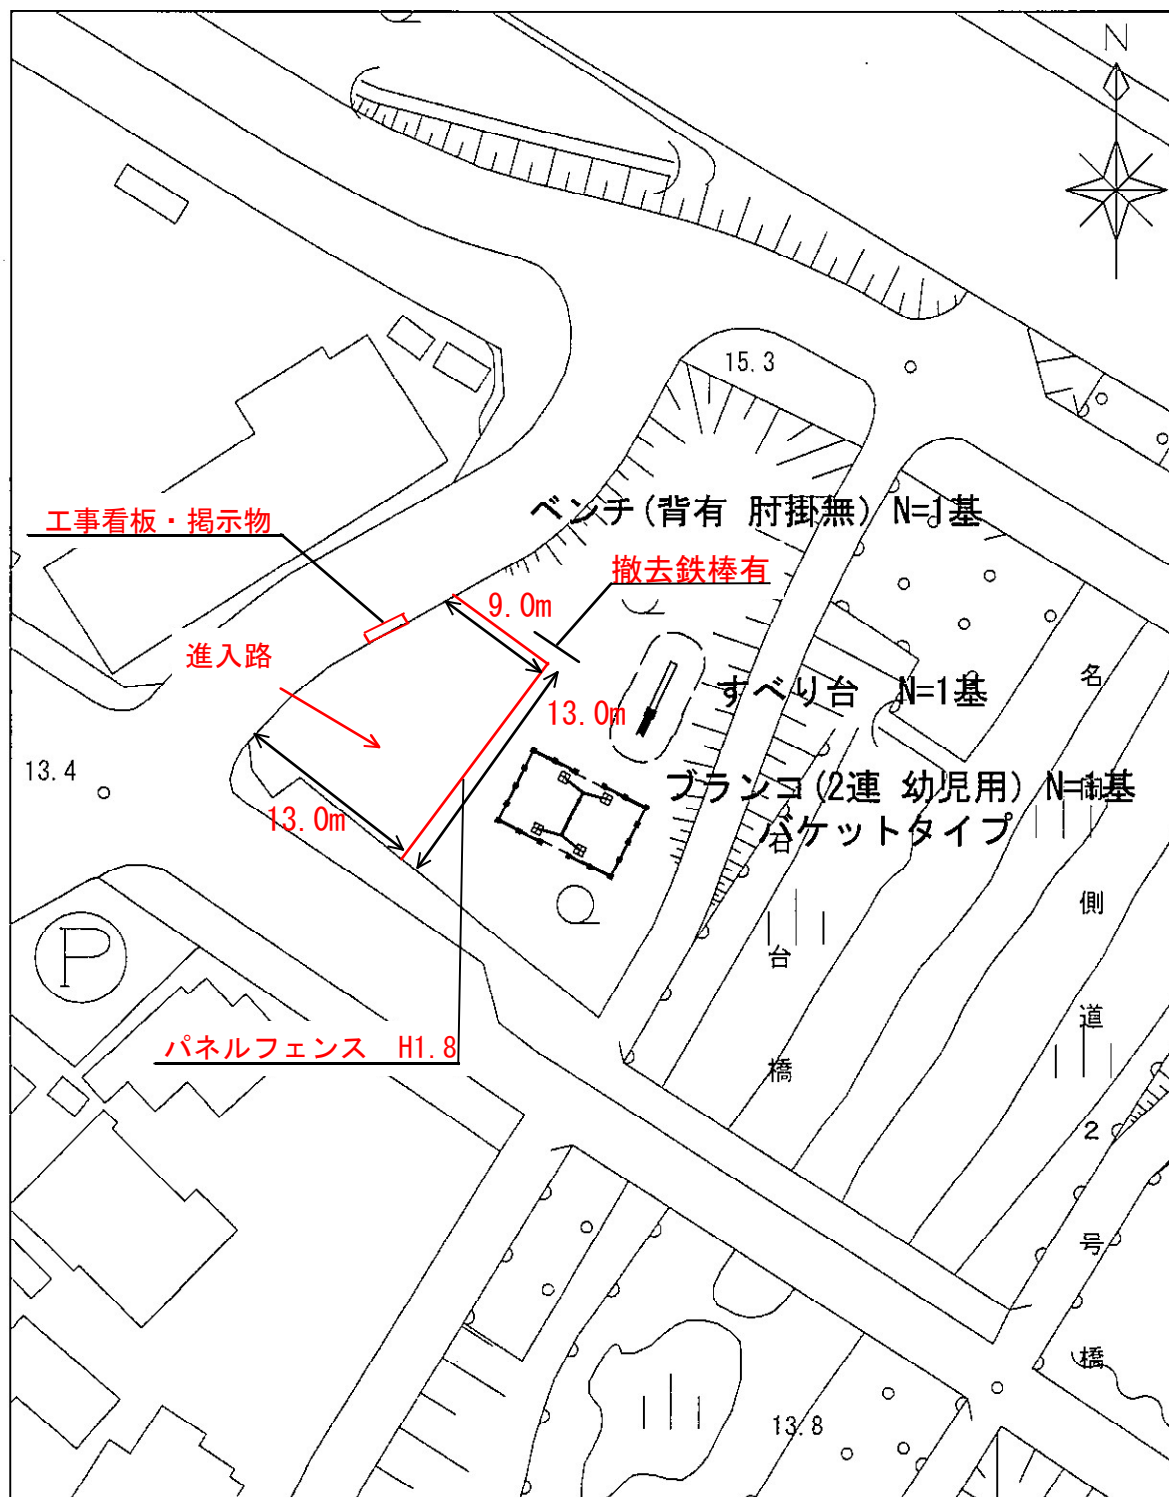 N
15.3
ベンチ(背有 肘掛無) N=1基
工事看板・掲示物
撤去鉄棒有
9.0m
進入路
すべり台 N=1基
13.0m
13.4
ブランコ(2連 幼児用) N=1基
バケットタイプ
13.0m
パネルフェンス H1.8
P
石台橋
名
側道2号橋
13.8